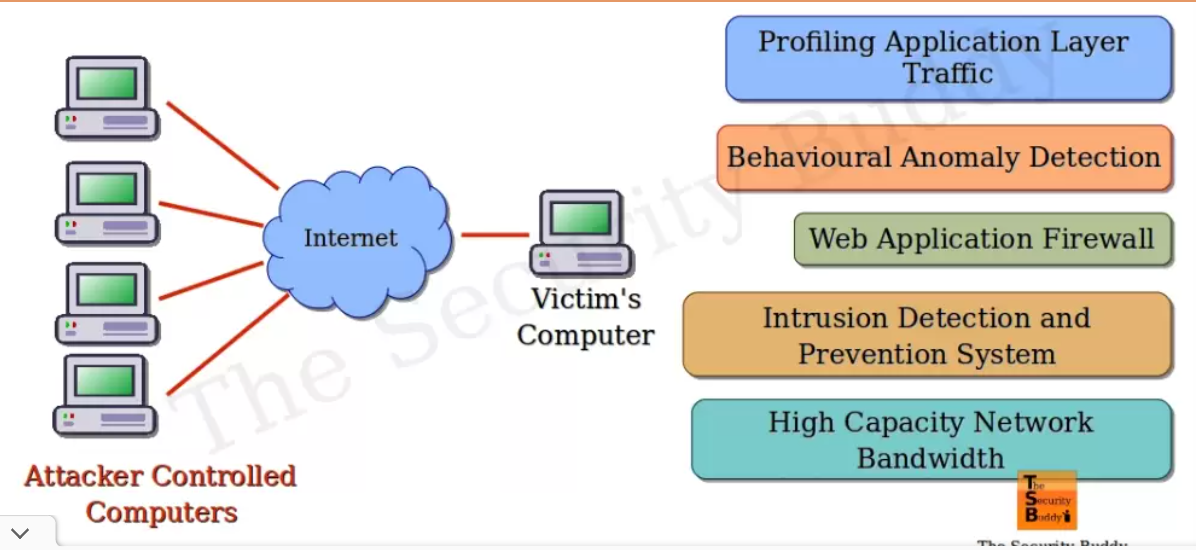 Profiling Application Layer
Traffic
Behavioural Anomaly Detection
Web Application Firewall
Intrusion Detection and
Prevention System
High Capacity Network
Bandwidth
Internet
Victim's
Computer
Attacker Controlled
Computers
The Security Buddy
The
Security
Buddy
The Security Buddy